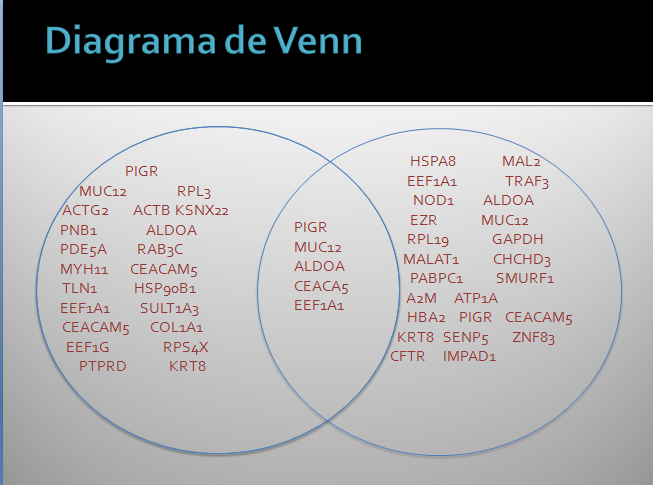 Diagrama de Venn
PIGR
MUC12 RPL3
ACTG2 ACTB KSNX22
PNB1 ALDOA
PDE5A RAB3C
MYH11 CEACAM5
TLN1 HSP90B1
EEF1A1 SULT1A3
CEACAM5 COL1A1
EEF1G RPS4X
PTPRD KRT8
PIGR
MUC12
ALDOA
CEACA5
EEF1A1
HSPA8 MAL2
EEF1A1 TRAF3
NOD1 ALDOA
EZR MUC12
RPL19 GAPDH
MALAT1 CHCHD3
PABPC1 SMURF1
A2M ATP1A
HBA2 PIGR CEACAM5
KRT8 SENP5 ZNF83
CFTR IMPAD1